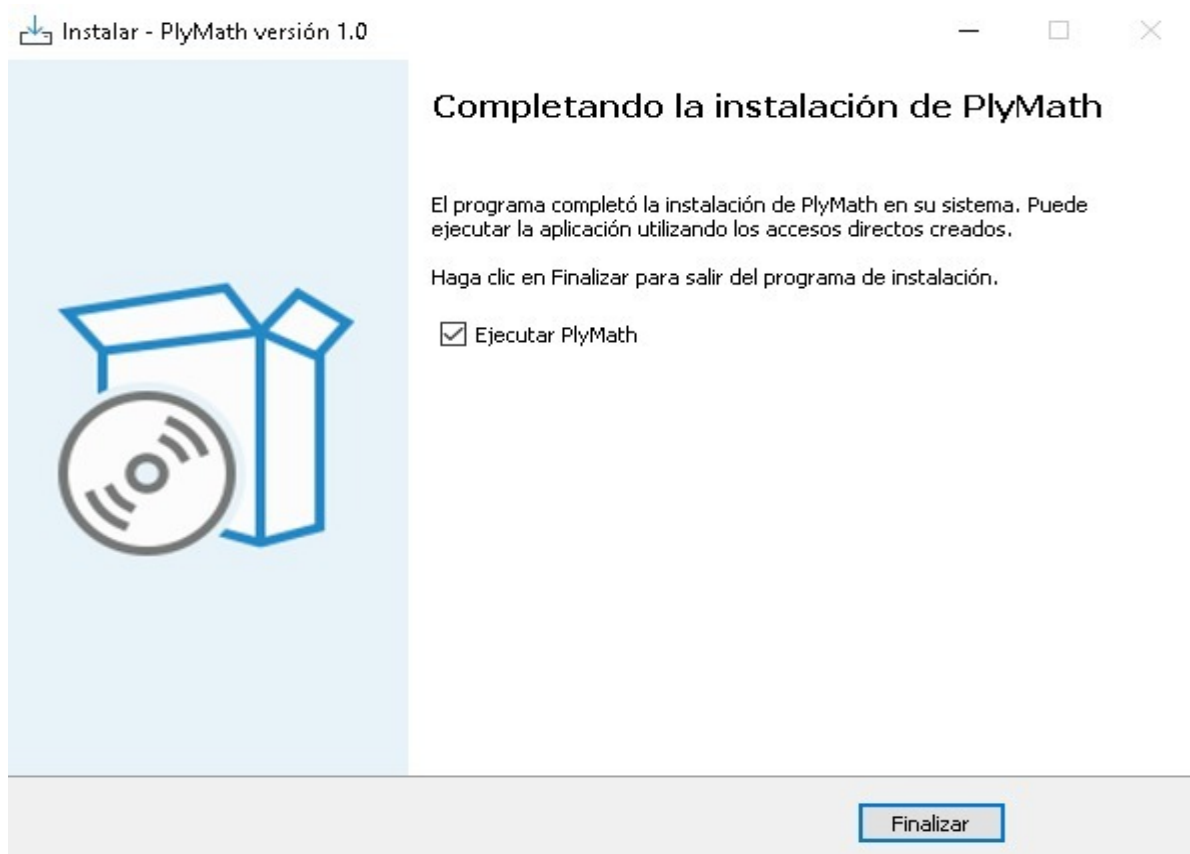 Instalar - PlyMath versión 1.0
Completando la instalación de PlyMath
El programa completó la instalación de PlyMath en su sistema. Puede
ejecutar la aplicación utilizando los accesos directos creados.
Haga clic en Finalizar para salir del programa de instalación.
Ejecutar PlyMath
Finalizar